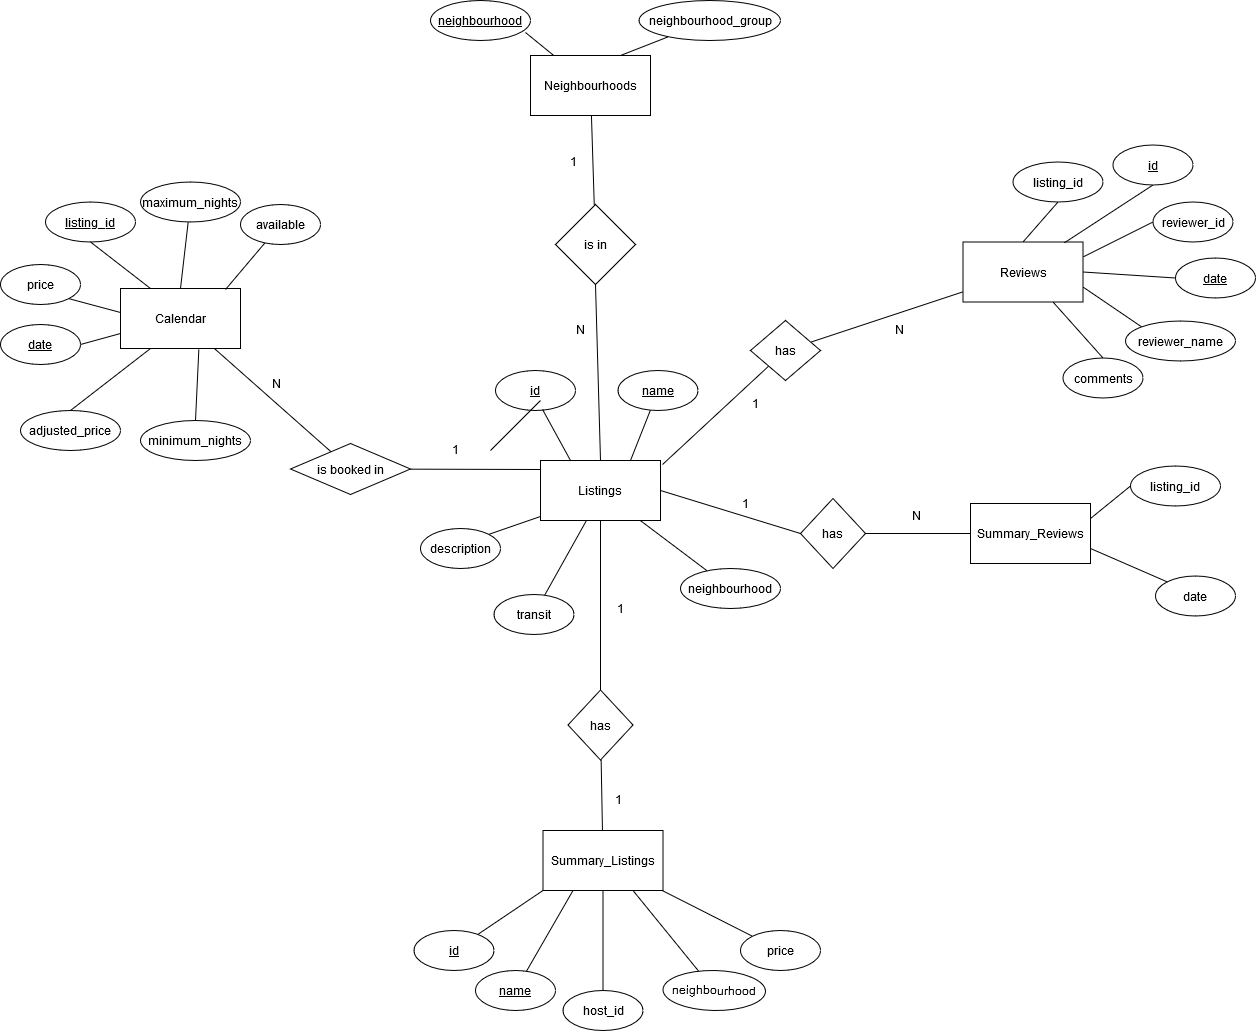 neighbourhood
neighbourhood_group
Neighbourhoods
1
is in
N
listing_id
maximum_nights
available
price
Calendar
date
adjusted_price
minimum_nights
N
is booked in
1
listing_id
id
reviewer_id
Reviews
date
reviewer_name
comments
N
has
1
id
name
Listings
description
transit
neighbourhood
1
has
N
listing_id
Summary_Reviews
date
1
has
1
Summary_Listings
id
name
host_id
neighbourhood
price